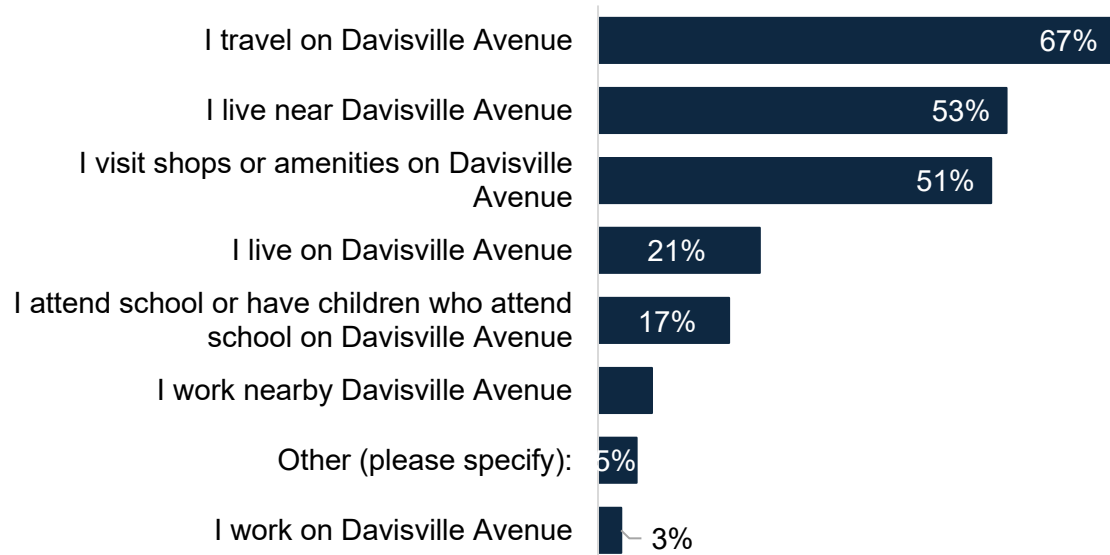 I travel on Davisville Avenue
67%
I live near Davisville Avenue
53%
I visit shops or amenities on Davisville
Avenue
51%
I live on Davisville Avenue
21%
I attend school or have children who attend
school on Davisville Avenue
17%
I work nearby Davisville Avenue
Other (please specify):
5%
I work on Davisville Avenue
3%